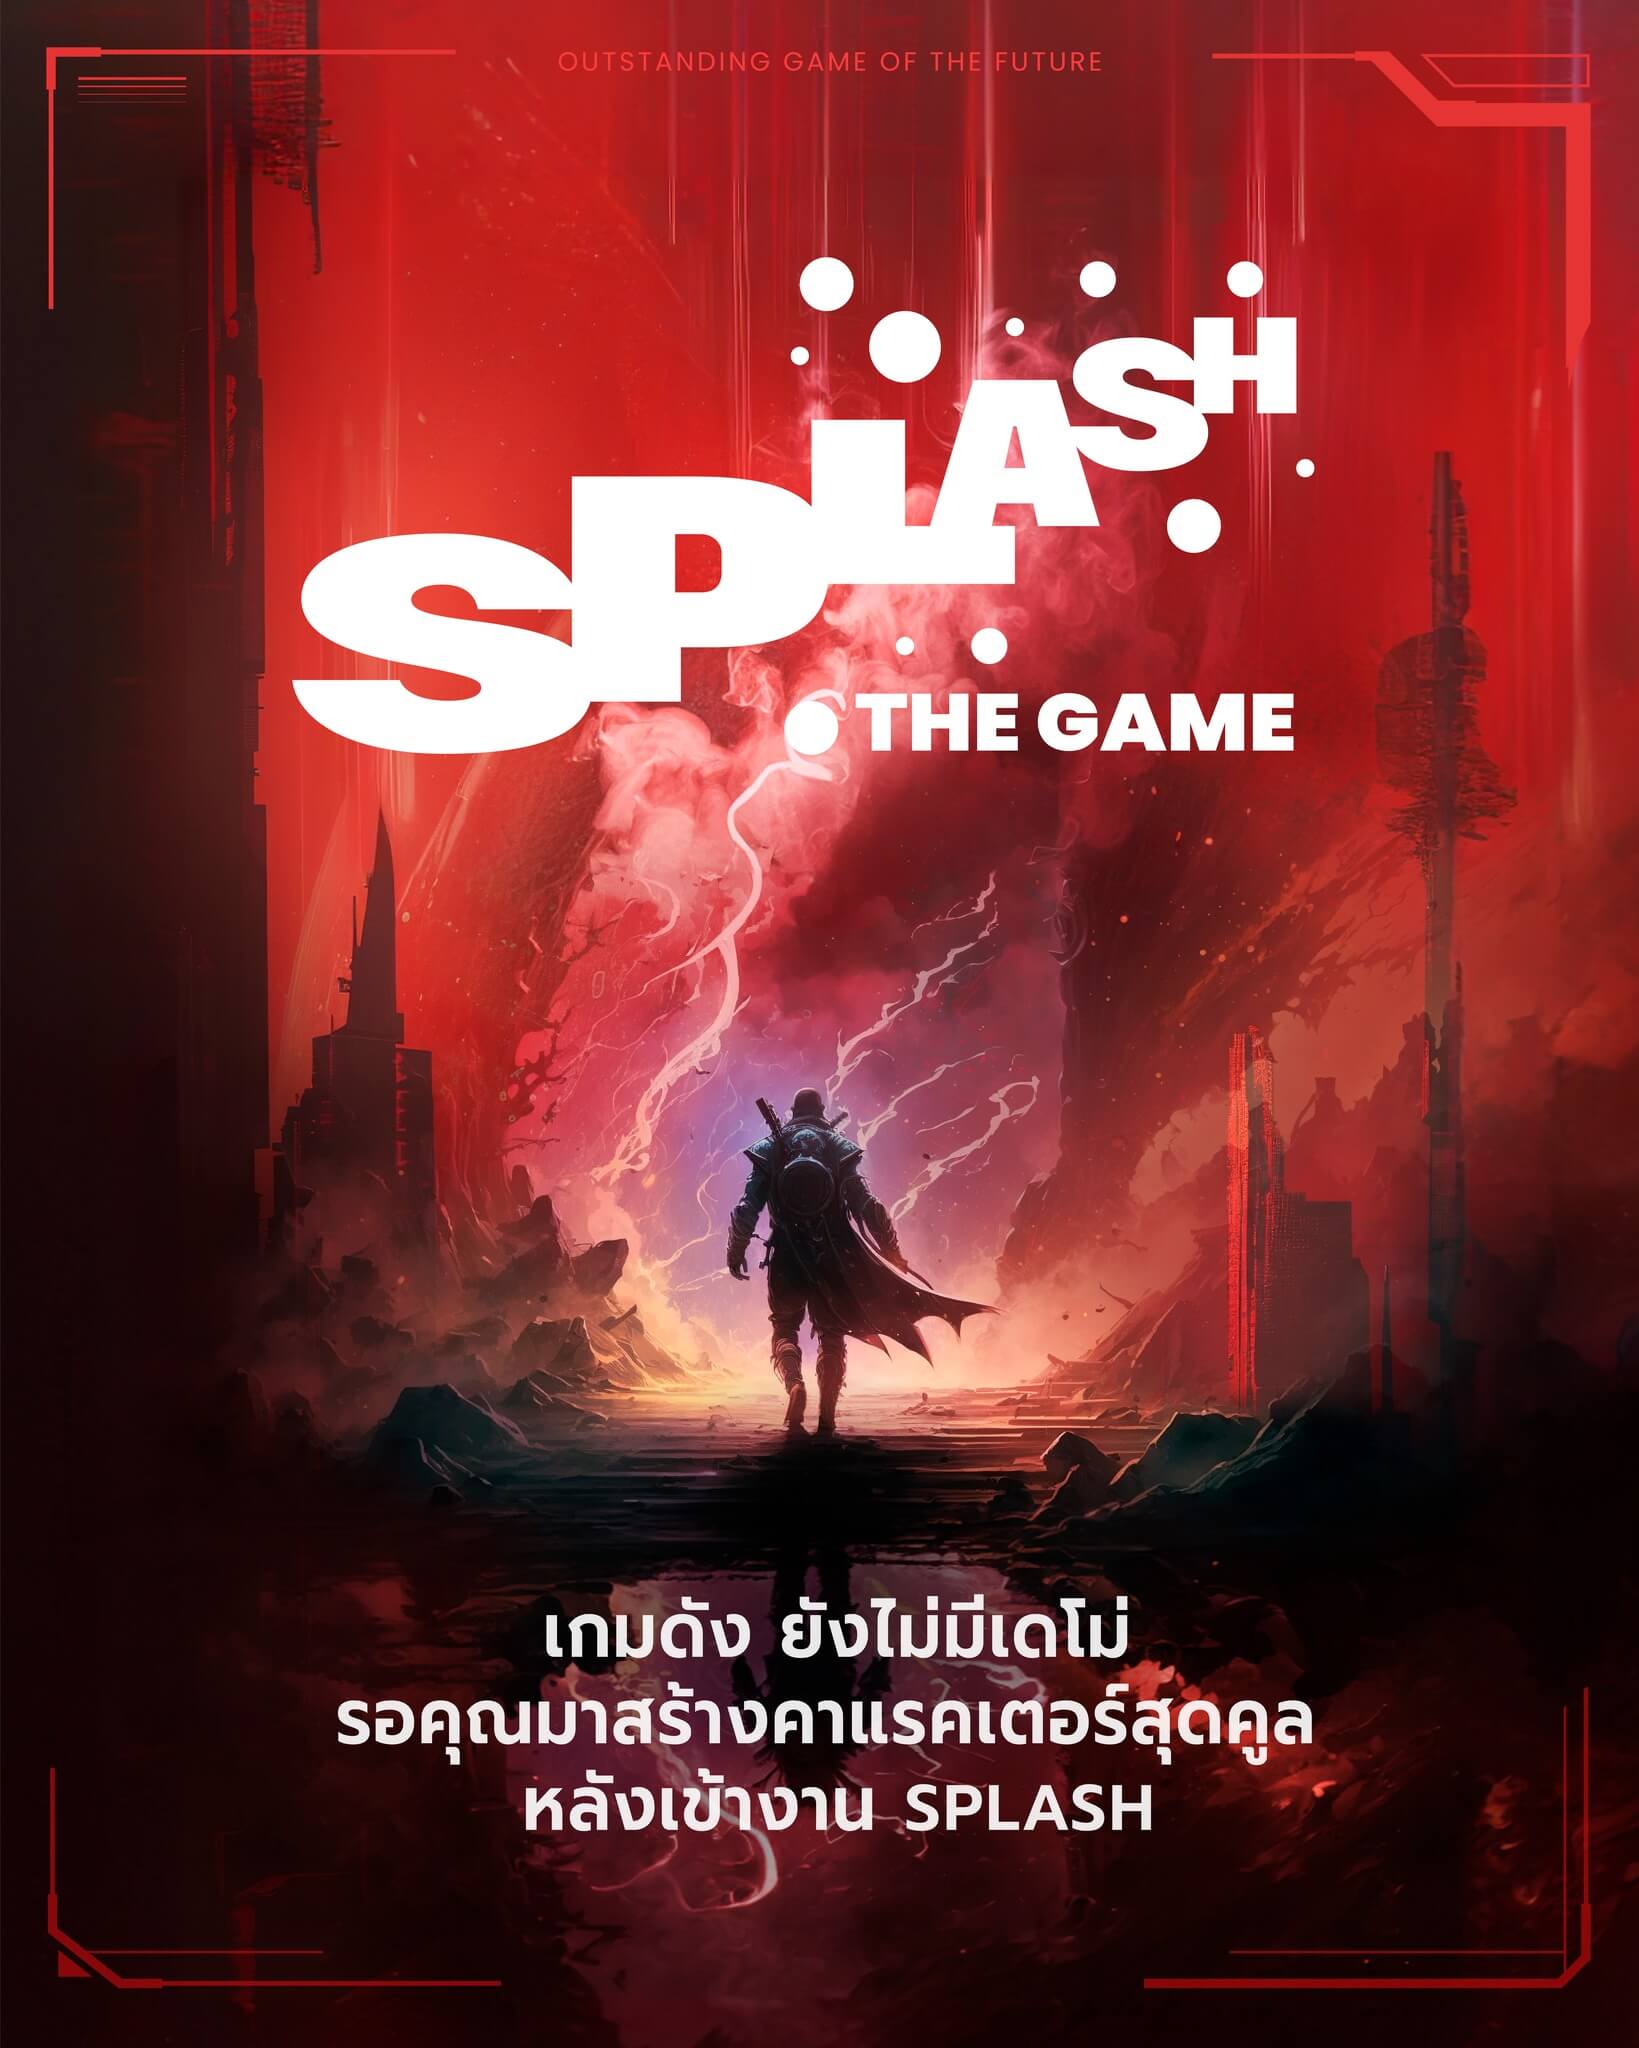 OUTSTANDING GAME OF THE FUTURE
SPLASH
THE GAME
เกมดัง ยังไม่มีเดโม่
รอคุณมาสร้างคาแรคเตอร์สุดคูล
หลังเข้างาน SPLASH